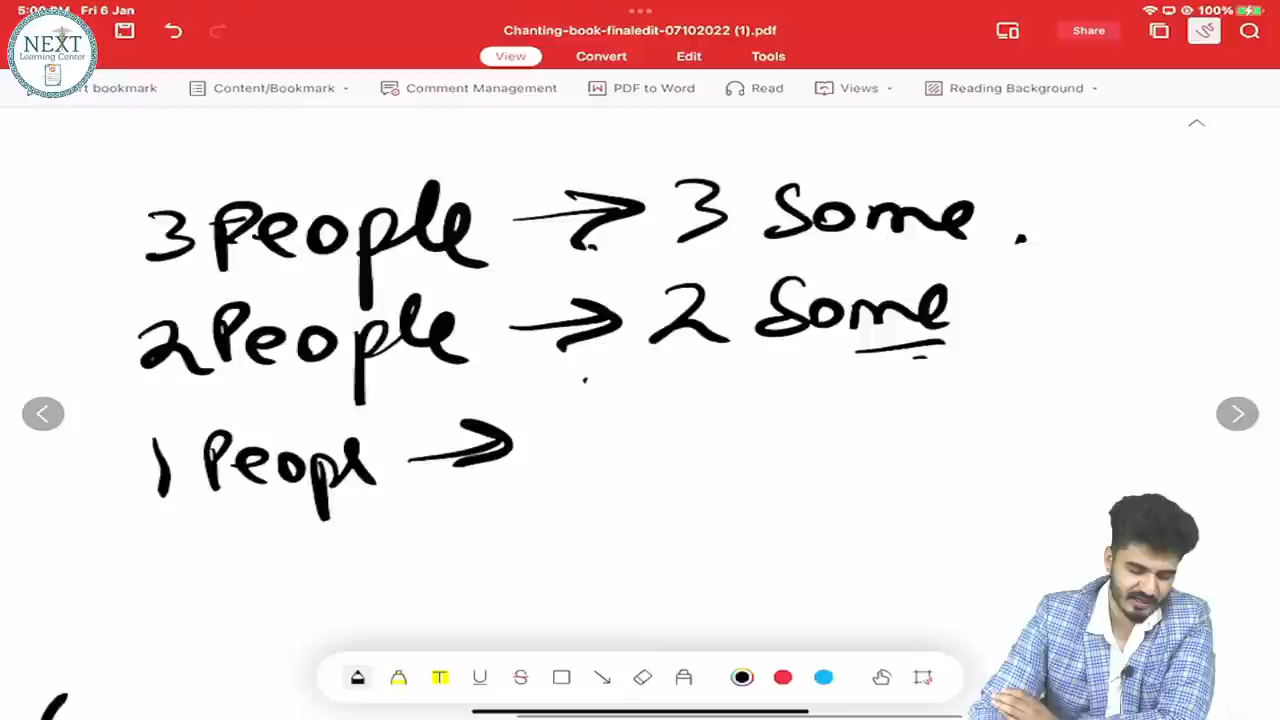 5:00 PM Fri 6 Jan
100%
NEXT
Learning Center
Chanting-book-finaledit-07102022 (1).pdf
Share
View
Convert
Edit
Tools
bookmark
Content/Bookmark
Comment Management
PDF to Word
Read
Views
Reading Background
3 People → 3 Some .
2 People → 2 Some
1 Peopl →